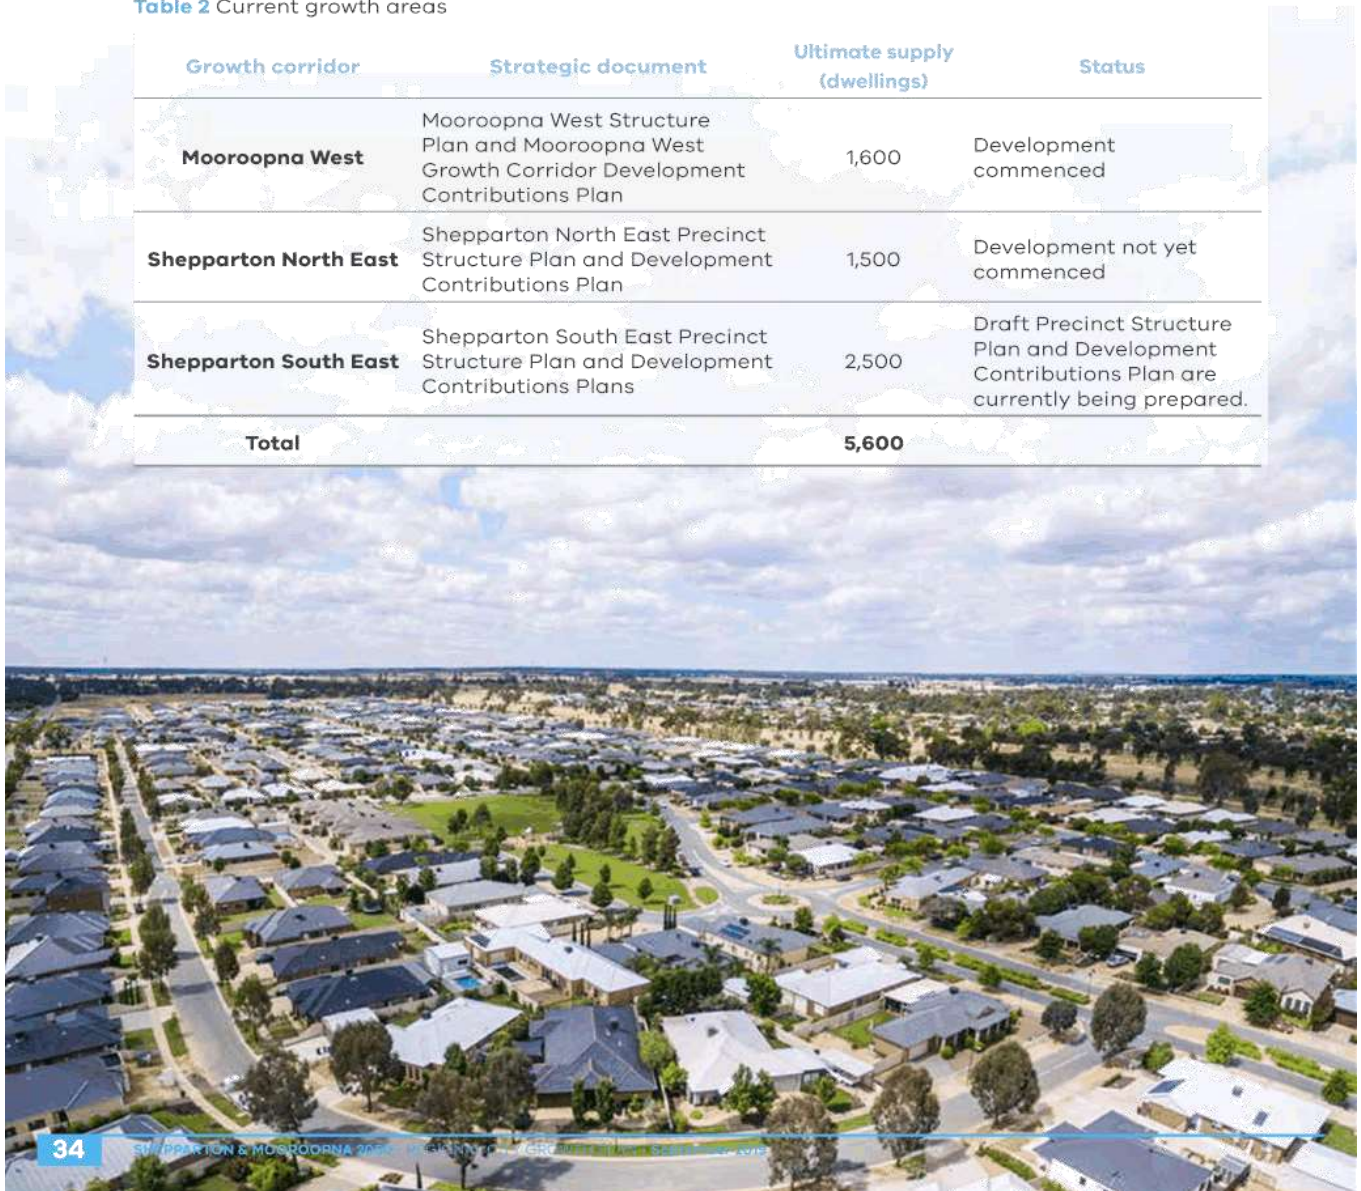 Table 2 Current growth areas
Growth corridor Strategic document Ultimate supply (dwellings) Status
Mooroopna West
Mooroopna West Structure
Plan and Mooroopna West
Growth Corridor Development
Contributions Plan
1,600
Development
commenced
Shepparton North East
Shepparton North East Precinct
Structure Plan and Development
Contributions Plan
1,500
Development not yet
commenced
Shepparton South East
Shepparton South East Precinct
Structure Plan and Development
Contributions Plans
2,500
Draft Precinct Structure
Plan and Development
Contributions Plan are
currently being prepared.
Total 5,600
34 SHEPPARTON & MOOROOPNA